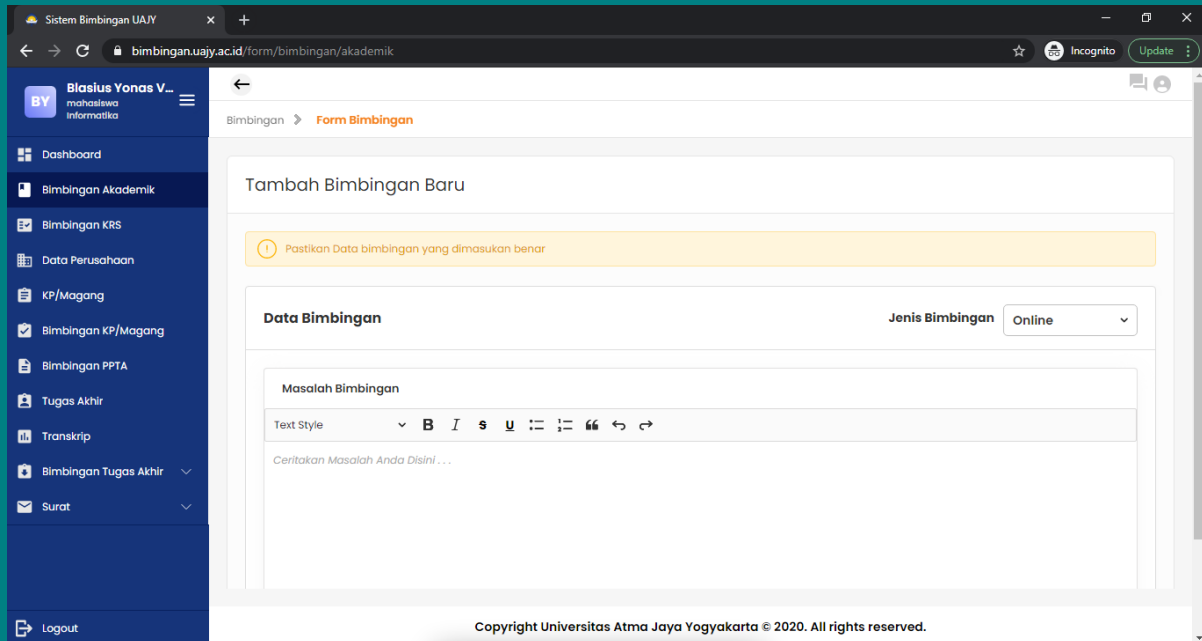 Sistem Bimbingan UAJY
bimbingan.uajy.ac.id/form/bimbingan/akademik
Incognito
Update
BY
Blasius Yonas V...
mahasiswa
Informatika
Dashboard
Bimbingan Akademik
Bimbingan KRS
Data Perusahaan
KP/Magang
Bimbingan KP/Magang
Bimbingan PPTA
Tugas Akhir
Transkrip
Bimbingan Tugas Akhir
Surat
Logout
Bimbingan
Form Bimbingan
Tambah Bimbingan Baru
Pastikan Data bimbingan yang dimasukan benar
Data Bimbingan
Jenis Bimbingan
Online
Masalah Bimbingan
Text Style
B I S U
Ceritakan Masalah Anda Disini . . .
Copyright Universitas Atma Jaya Yogyakarta © 2020. All rights reserved.